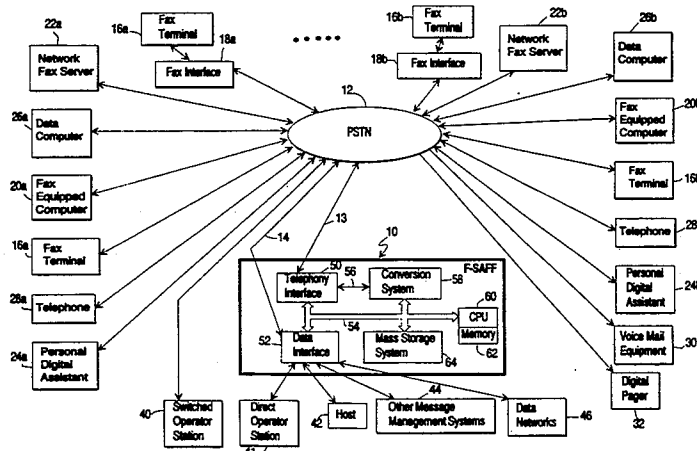 22a
Network
Fax Server
16a
Fax
Terminal
18a
Fax Interface
16b
Fax
Terminal
18b
Fax Interface
22b
Network
Fax Server
26b
Data
Computer
12
PSTN
26a
Data
Computer
20a
Fax
Equipped
Computer
16a
Fax
Terminal
28a
Telephone
24a
Personal
Digital
Assistant
Fax
Equipped
Computer
Fax
Terminal
Telephone
Personal
Digital
Assistant
Voice Mail
Equipment
30
Digital
Pager
32
13
14
10
F-SAFF
50
Telephony
Interface
56
Conversion
System
58
60
CPU
Memory
62
54
52
Data
Interface
Mass Storage
System
64
40
Switched
Operator
Station
Direct
Operator
Station
41
42
Host
44
Other Message
Management Systems
Data
Networks
46